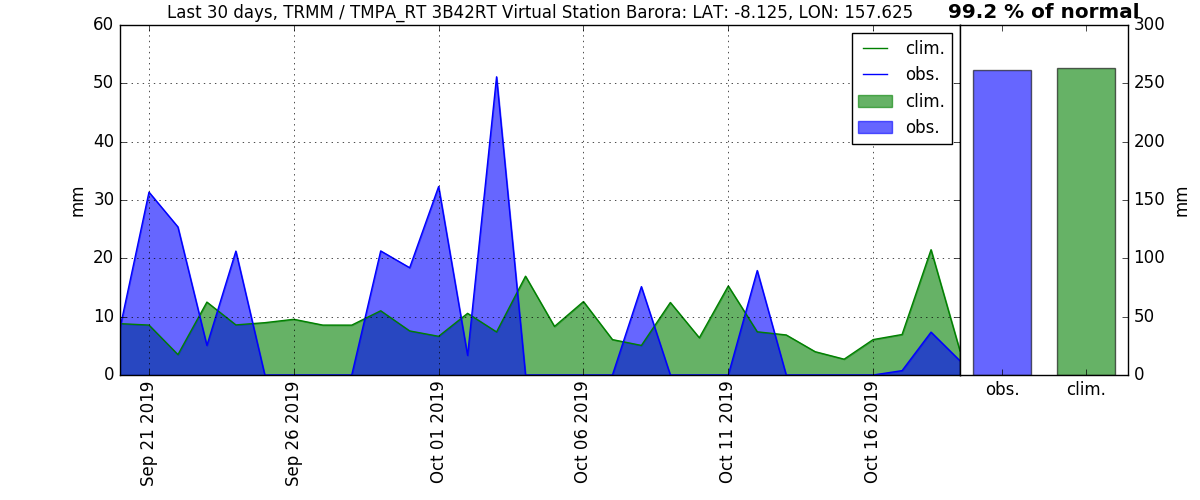 Last 30 days, TRMM / TMPA_RT 3B42RT Virtual Station Barora: LAT: -8.125, LON: 157.625
99.2 % of normal
60
50
40
30
20
10
0
mm
clim.
obs.
clim.
obs.
300
250
200
150
100
50
0
mm
Sep 21 2019
Sep 26 2019
Oct 01 2019
Oct 06 2019
Oct 11 2019
Oct 16 2019
obs.
clim.